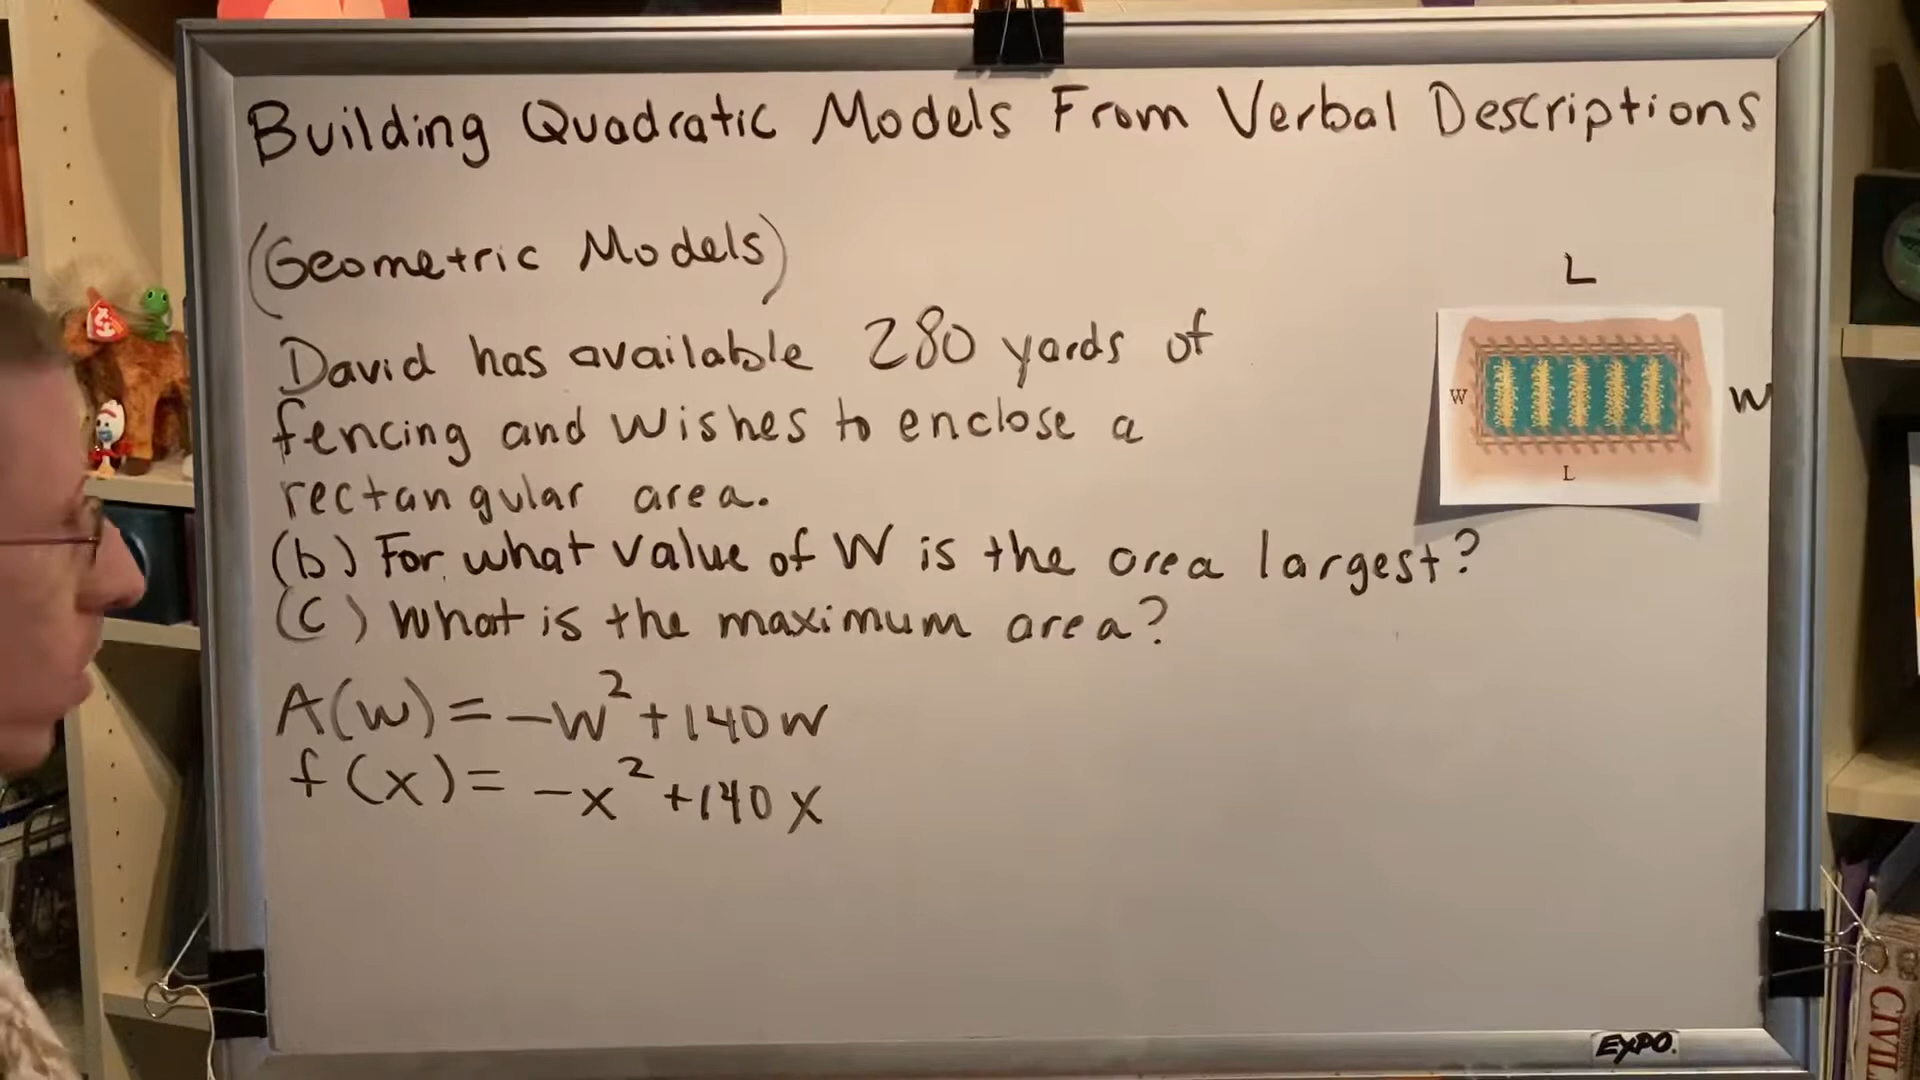 Building Quadratic Models From Verbal Descriptions
(Geometric Models)
L
David has available 280 yards of
W
W
fencing and wishes to enclose a
L
rectangular area.
(b) For what value of W is the area largest?
(C) What is the maximum area?
A(w) = -w²+140w
f(x) = -x²+140x
EXPO.
CIVIL